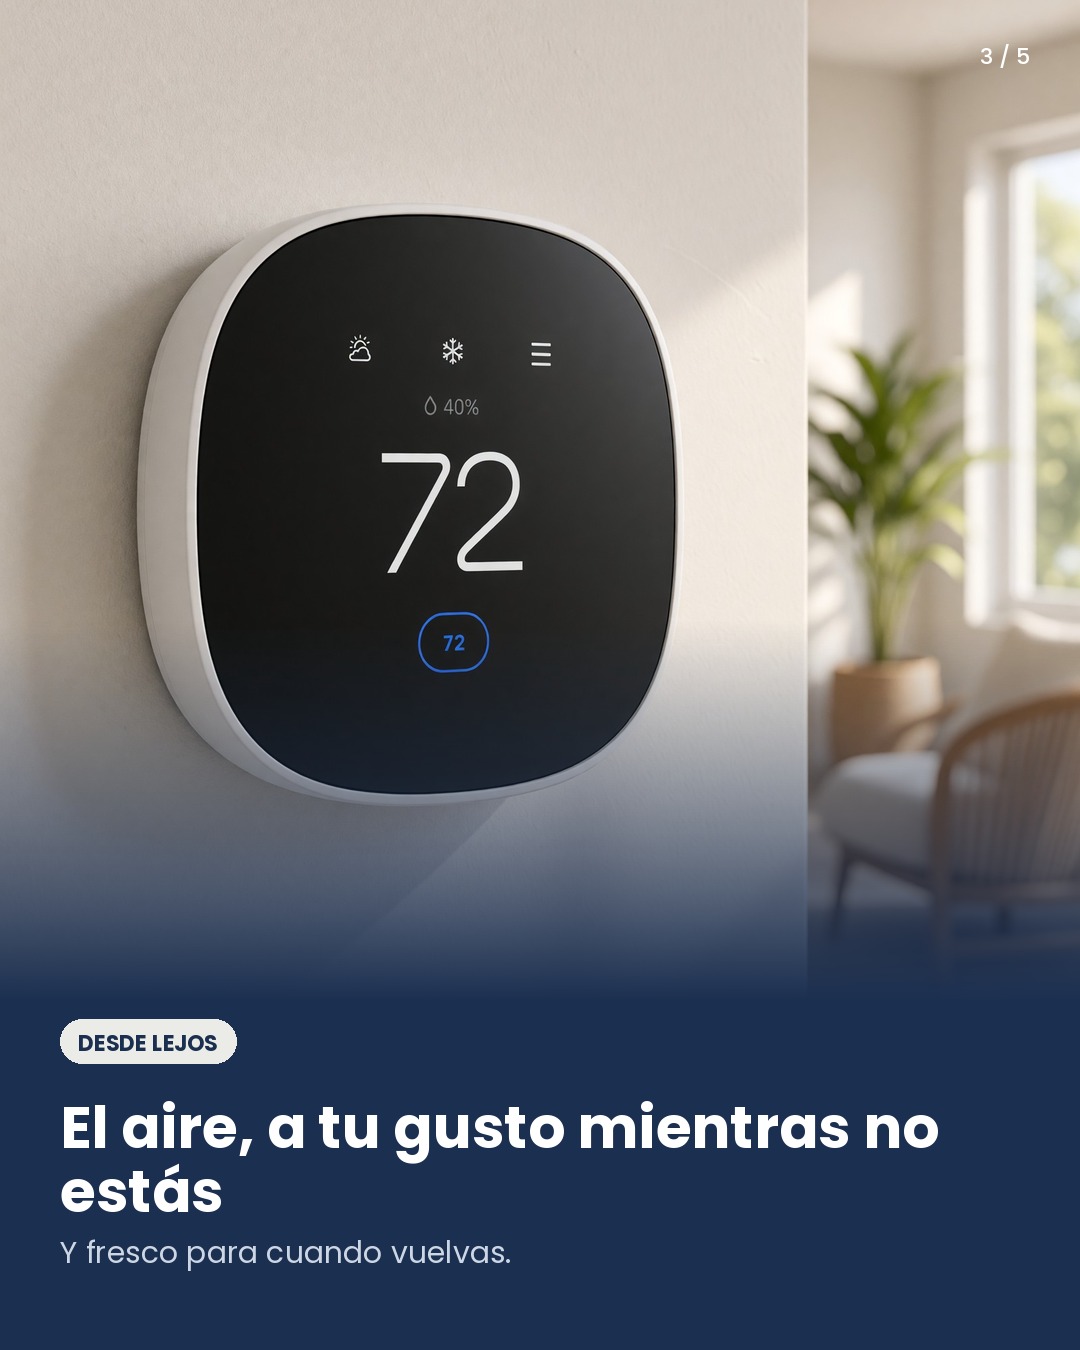 3 / 5
40%
72
72
DESDE LEJOS
El aire, a tu gusto mientras no
estás
Y fresco para cuando vuelvas.